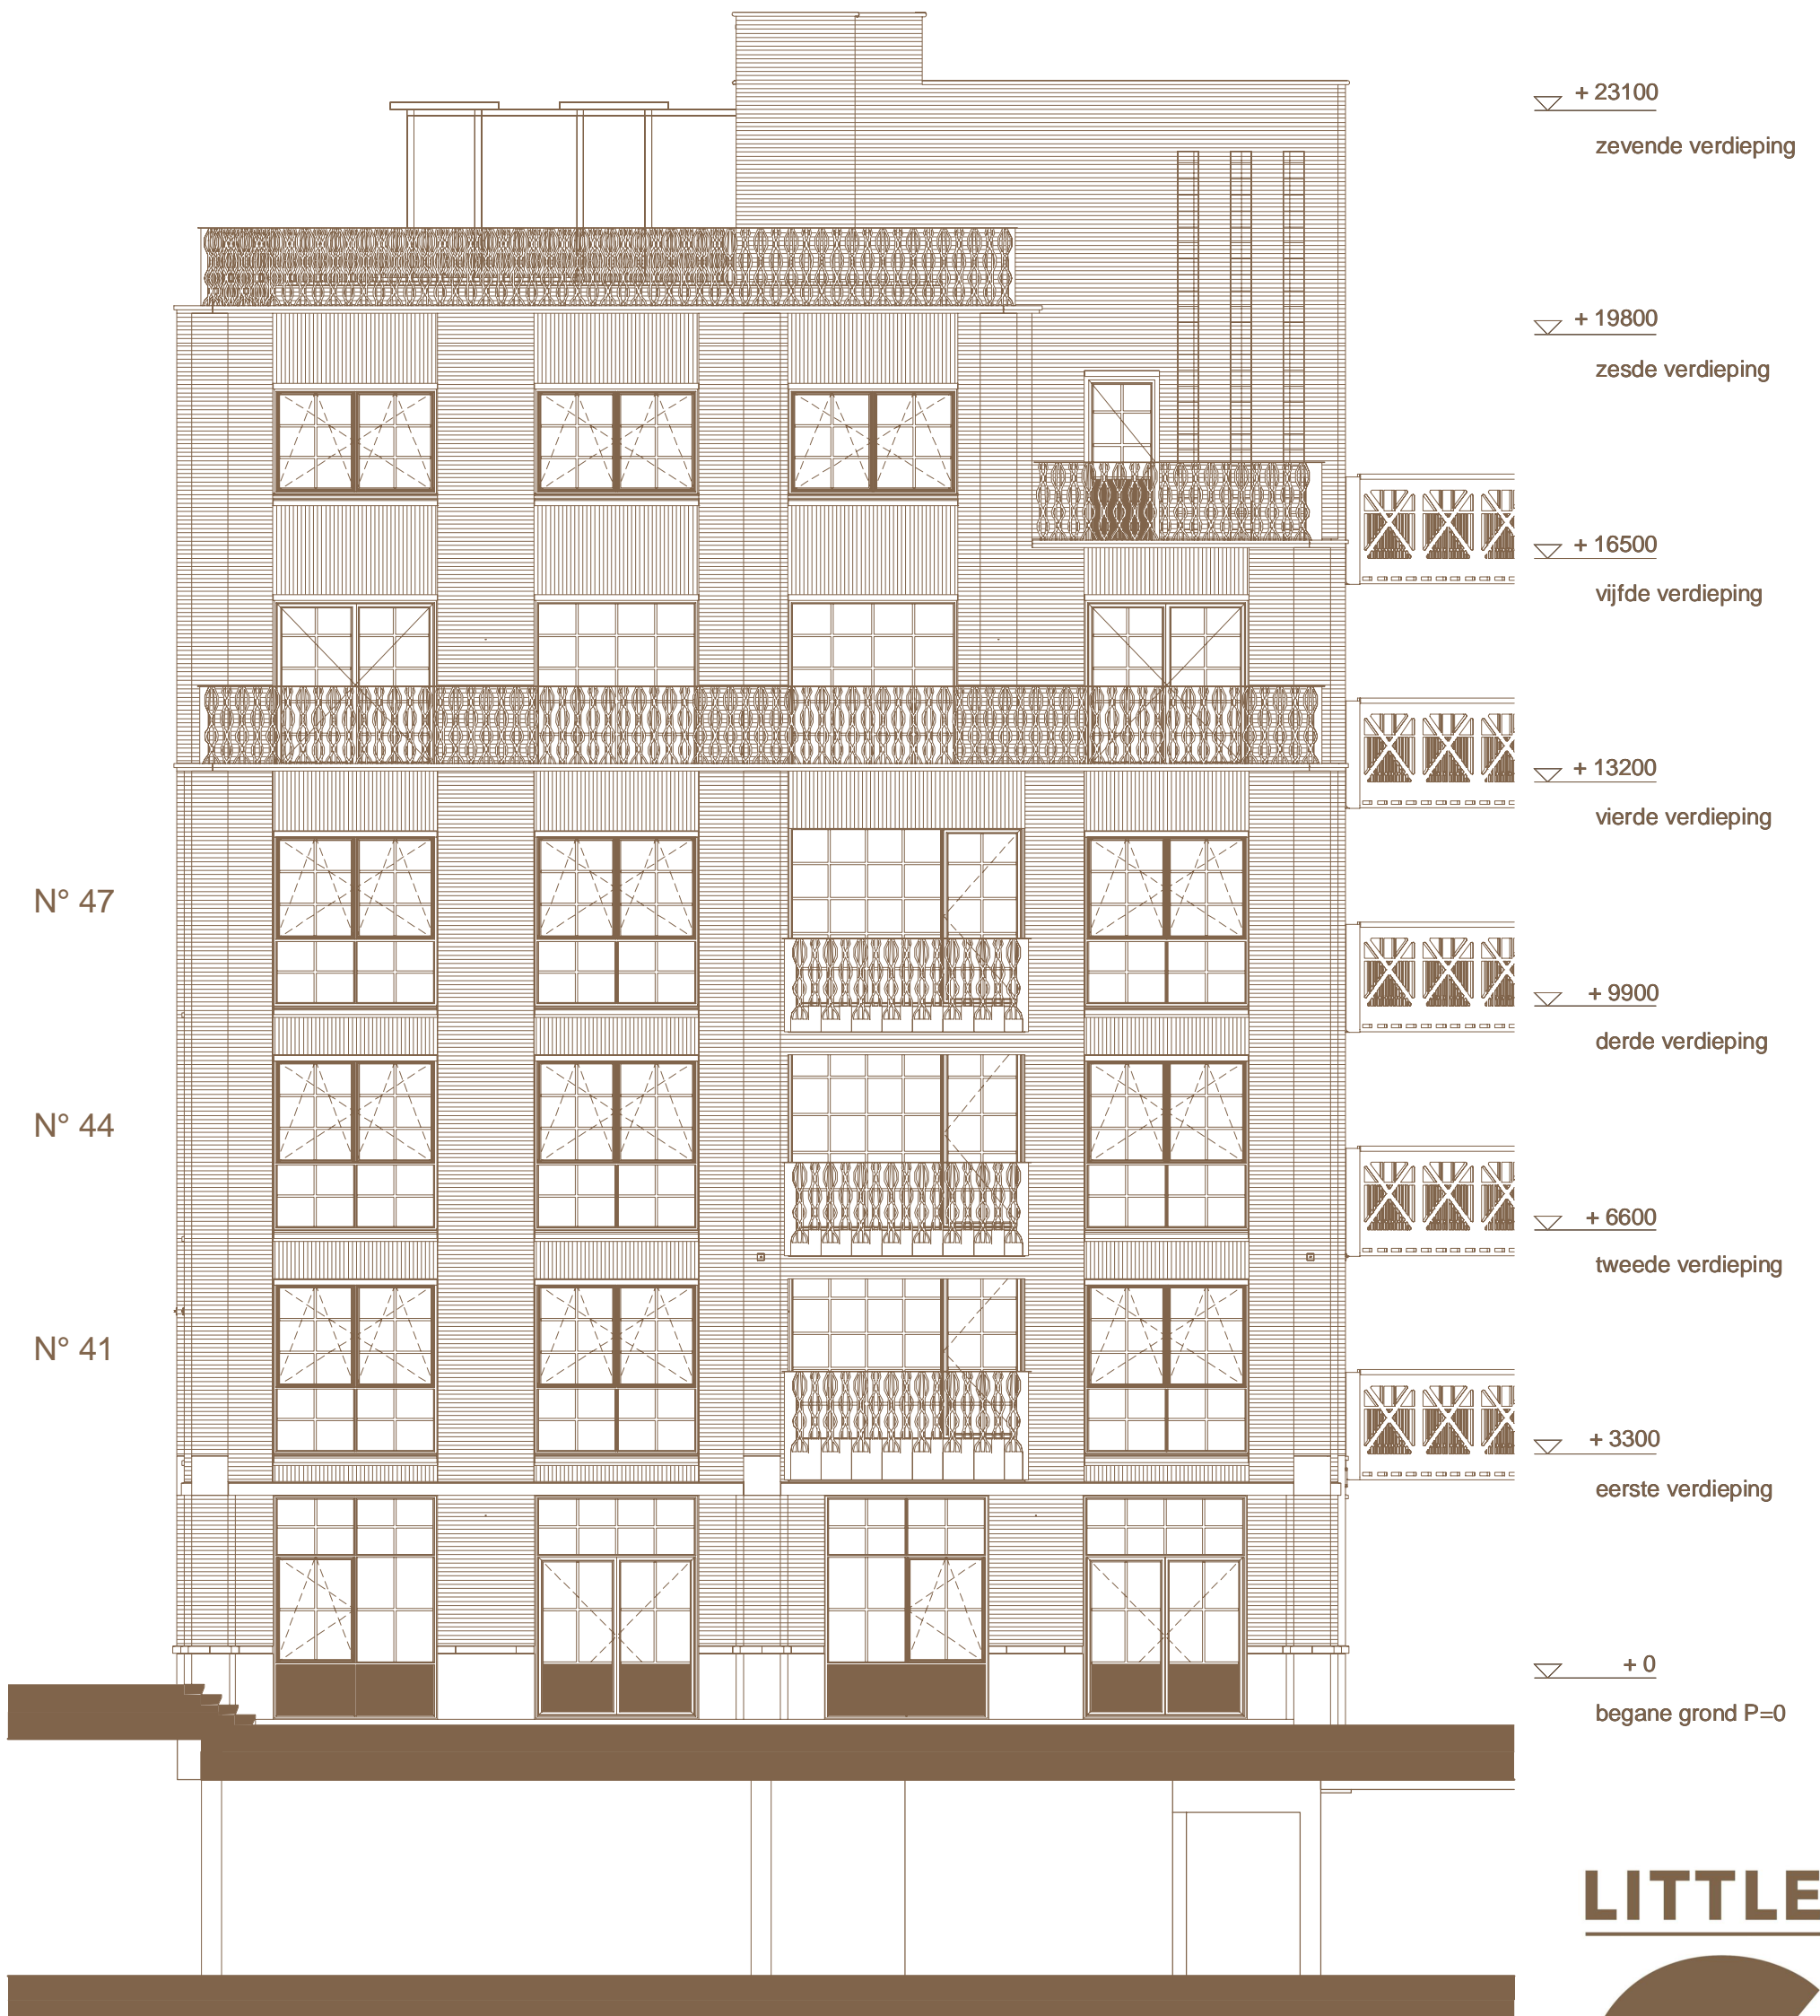 + 23100
zevende verdieping
+ 19800
zesde verdieping
+ 16500
vijfde verdieping
+ 13200
vierde verdieping
N° 47
+ 9900
derde verdieping
N° 44
+ 6600
tweede verdieping
N° 41
+ 3300
eerste verdieping
+ 0
begane grond P=0
LITTLE